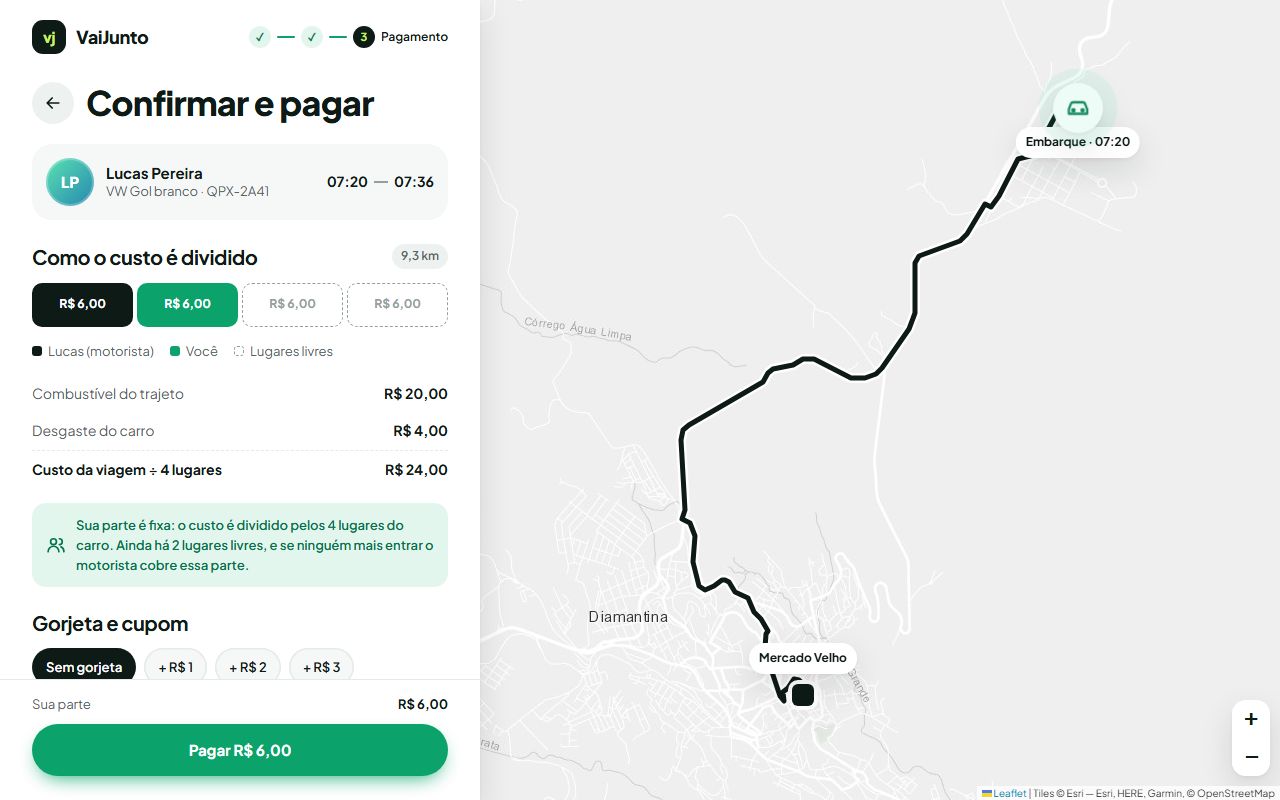 vj
VaiJunto
3
Pagamento
Confirmar e pagar
LP
Lucas Pereira
VW Gol branco · QPX-2A41
07:20 — 07:36
Como o custo é dividido
9,3 km
R$ 6,00
R$ 6,00
R$ 6,00
R$ 6,00
Lucas (motorista)
Você
Lugares livres
Combustível do trajeto
R$ 20,00
Desgaste do carro
R$ 4,00
Custo da viagem ÷ 4 lugares
R$ 24,00
Sua parte é fixa: o custo é dividido pelos 4 lugares do
carro. Ainda há 2 lugares livres, e se ninguém mais entrar o
motorista cobre essa parte.
Gorjeta e cupom
Sem gorjeta
+ R$ 1
+ R$ 2
+ R$ 3
Sua parte
R$ 6,00
Pagar R$ 6,00
Embarque · 07:20
Córrego Água Limpa
Diamantina
Mercado Velho
Grande
rata
+
−
Leaflet | Tiles © Esri — Esri, HERE, Garmin, © OpenStreetMap